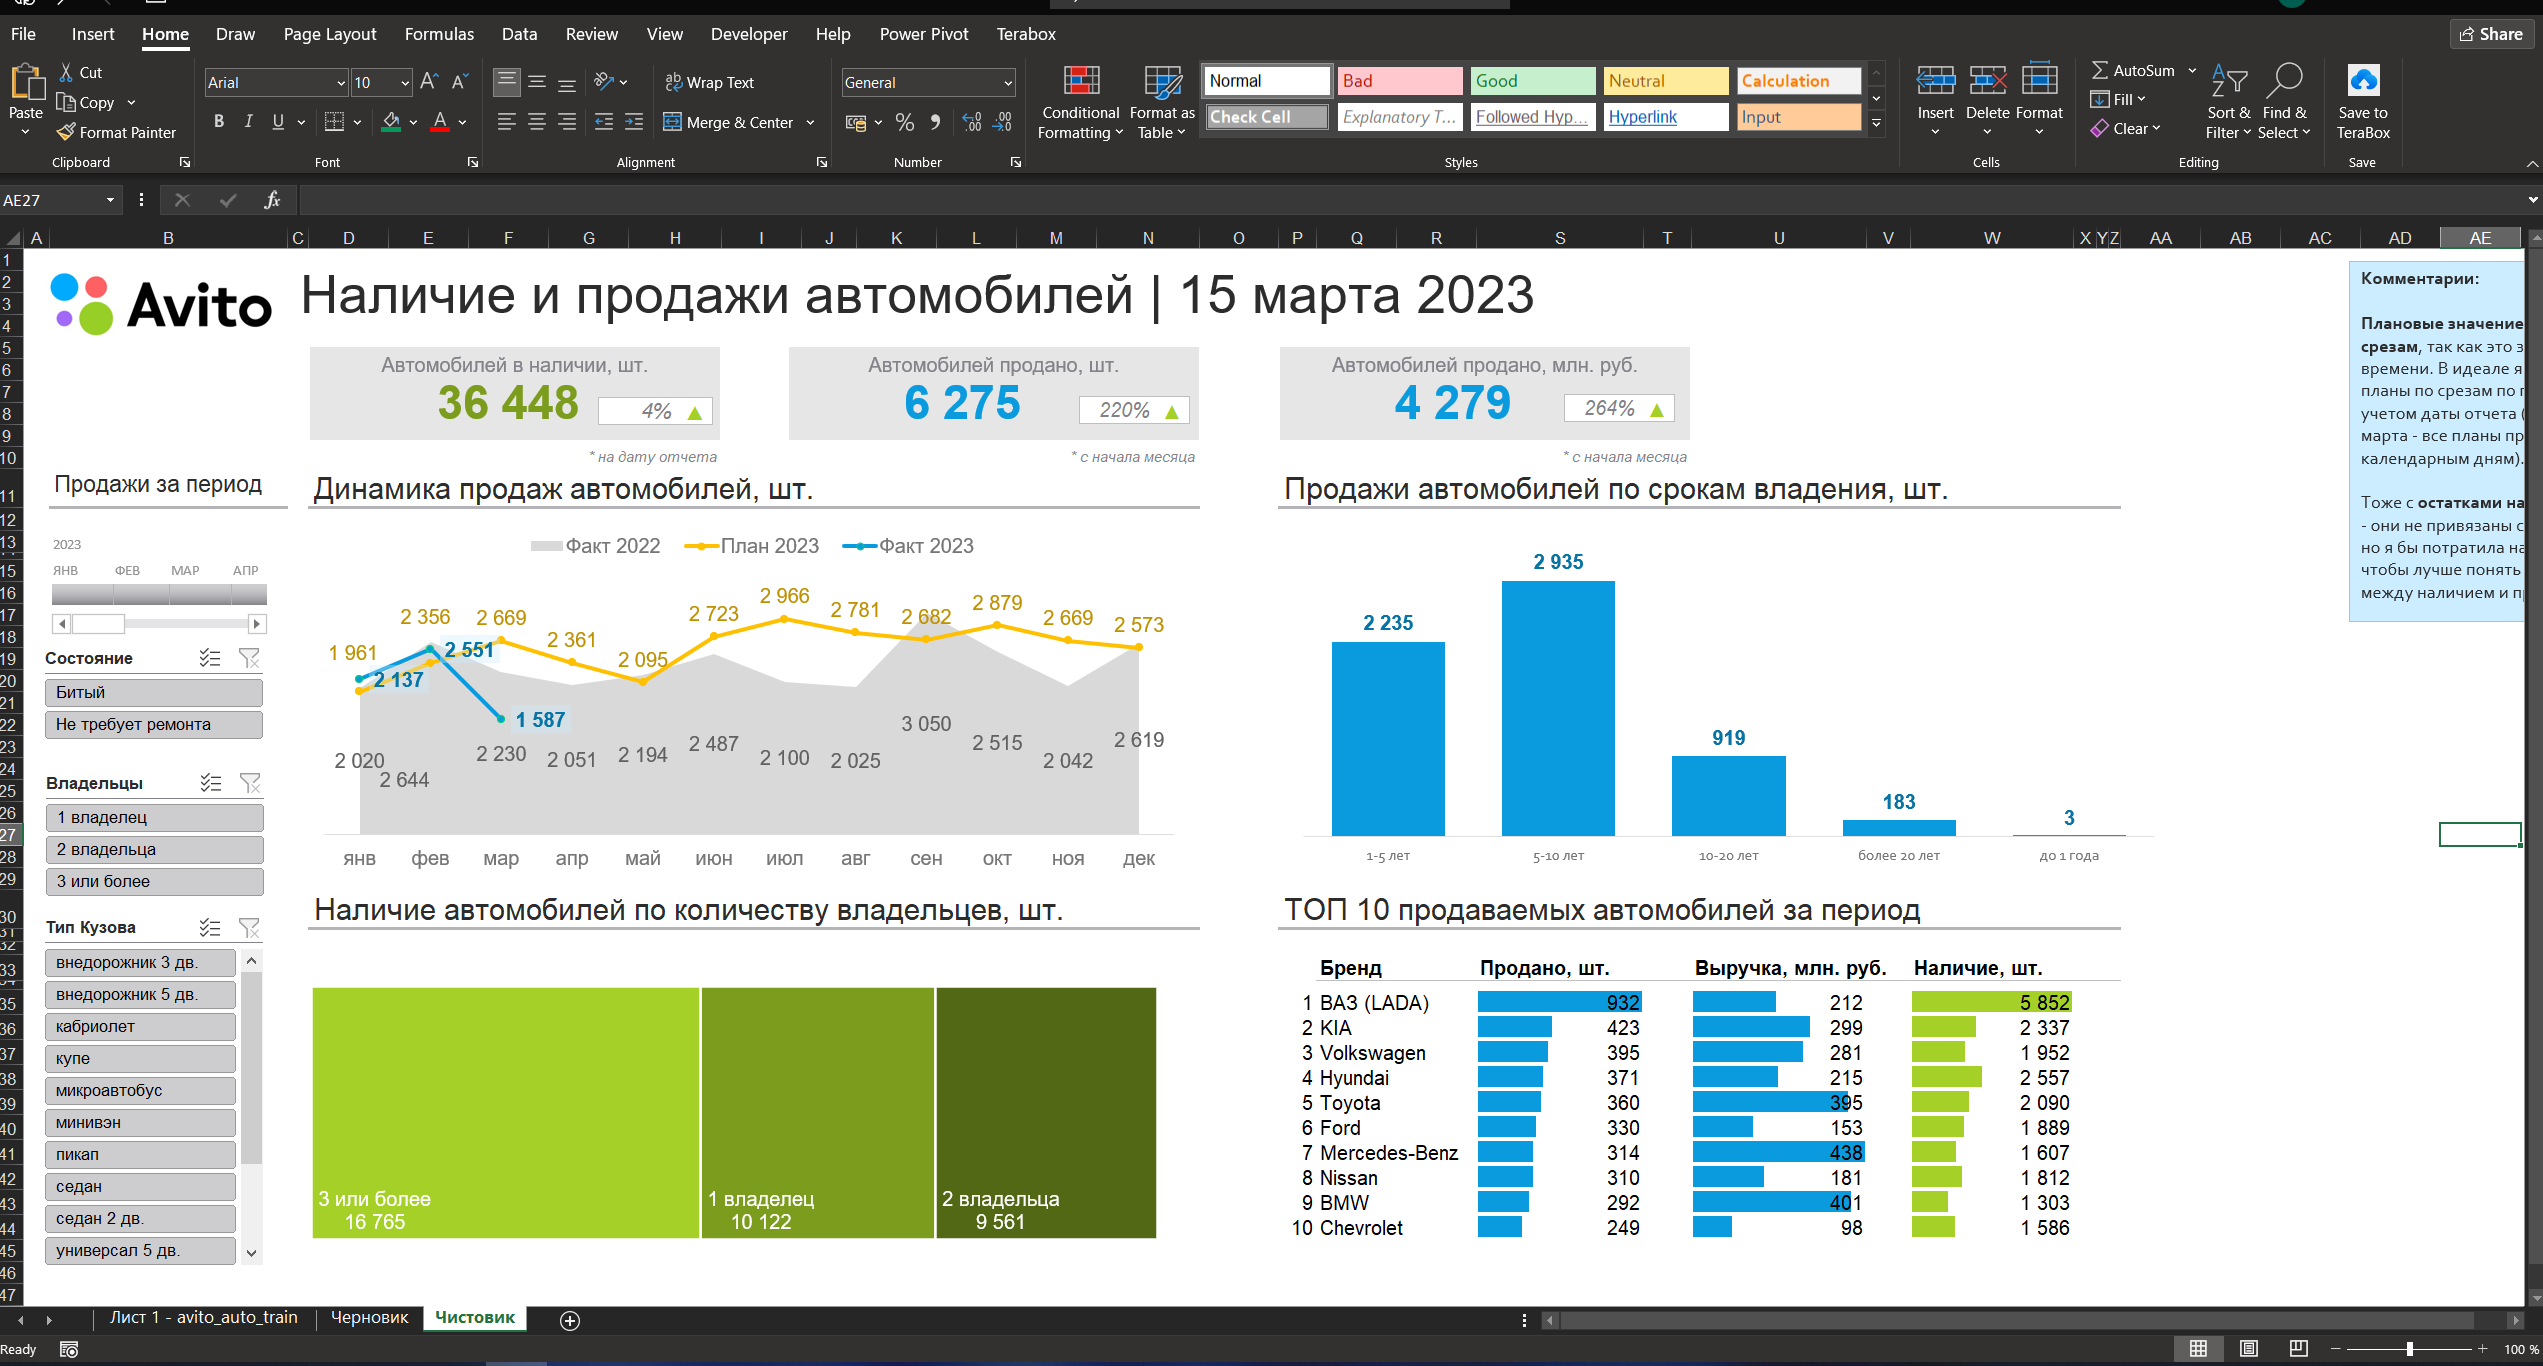 File Insert Home Draw Page Layout Formulas Data Review View Developer Help Power Pivot Terabox Share
Paste
Cut
Copy
Format Painter
Clipboard
Arial 10
B I U
Font
Wrap Text
Merge & Center
Alignment
General
Number
Conditional Formatting
Format as Table
Normal Bad Good Neutral Calculation
Check Cell Explanatory T... Followed Hyp... Hyperlink Input
Styles
Insert Delete Format
Cells
AutoSum
Fill
Clear
Sort & Filter
Find & Select
Editing
Save to TeraBox
Save
AE27
fx
A B C D E F G H I J K L M N O P Q R S T U V W X Y Z AA AB AC AD AE
Avito
Наличие и продажи автомобилей | 15 марта 2023
Автомобилей в наличии, шт.
36 448 4%
* на дату отчета
Автомобилей продано, шт.
6 275 220%
* с начала месяца
Автомобилей продано, млн. руб.
4 279 264%
* с начала месяца
Комментарии:
Плановые значение
срезам, так как это
времени. В идеале я
планы по срезам по
учетом даты отчета (
марта - все планы
календарным дням).
Тоже с остатками
- они не привязаны
но я бы потратила
чтобы лучше понять
между наличием и
Продажи за период
2023
ЯНВ ФЕВ МАР АПР
Состояние
Битый
Не требует ремонта
Владельцы
1 владелец
2 владельца
3 или более
Тип Кузова
внедорожник 3 дв.
внедорожник 5 дв.
кабриолет
купе
микроавтобус
минивэн
пикап
седан
седан 2 дв.
универсал 5 дв.
Динамика продаж автомобилей, шт.
Факт 2022 План 2023 Факт 2023
1 961 2 356 2 669 2 361 2 095 2 723 2 966 2 781 2 682 2 879 2 669 2 573
2 137 2 551 1 587
2 020 2 644 2 230 2 051 2 194 2 487 2 100 2 025 3 050 2 515 2 042 2 619
янв фев мар апр май июн июл авг сен окт ноя дек
Продажи автомобилей по срокам владения, шт.
2 235 2 935 919 183 3
1-5 лет 5-10 лет 10-20 лет более 20 лет до 1 года
Наличие автомобилей по количеству владельцев, шт.
3 или более
16 765
1 владелец
10 122
2 владельца
9 561
ТОП 10 продаваемых автомобилей за период
Бренд Продано, шт. Выручка, млн. руб. Наличие, шт.
1 ВАЗ (LADA) 932 212 5 852
2 KIA 423 299 2 337
3 Volkswagen 395 281 1 952
4 Hyundai 371 215 2 557
5 Toyota 360 395 2 090
6 Ford 330 153 1 889
7 Mercedes-Benz 314 438 1 607
8 Nissan 310 181 1 812
9 BMW 292 401 1 303
10 Chevrolet 249 98 1 586
Лист 1 - avito_auto_train Черновик Чистовик
Ready
100 %